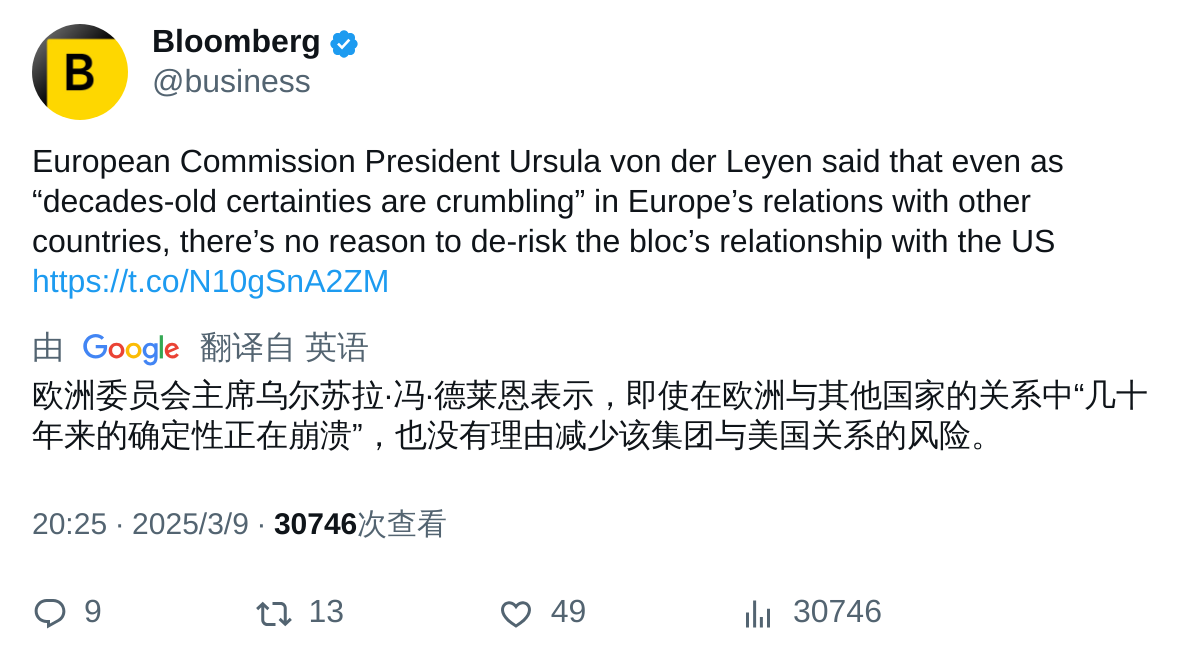 B
Bloomberg
@business
European Commission President Ursula von der Leyen said that even as
“decades-old certainties are crumbling” in Europe’s relations with other
countries, there’s no reason to de-risk the bloc’s relationship with the US
https://t.co/N10gSnA2ZM
由 Google 翻译自 英语
欧洲委员会主席乌尔苏拉·冯·德莱恩表示，即使在欧洲与其他国家的关系中“几十
年来的确定性正在崩溃”，也没有理由减少该集团与美国关系的风险。
20:25 · 2025/3/9 · 30746次查看
9 13 49 30746